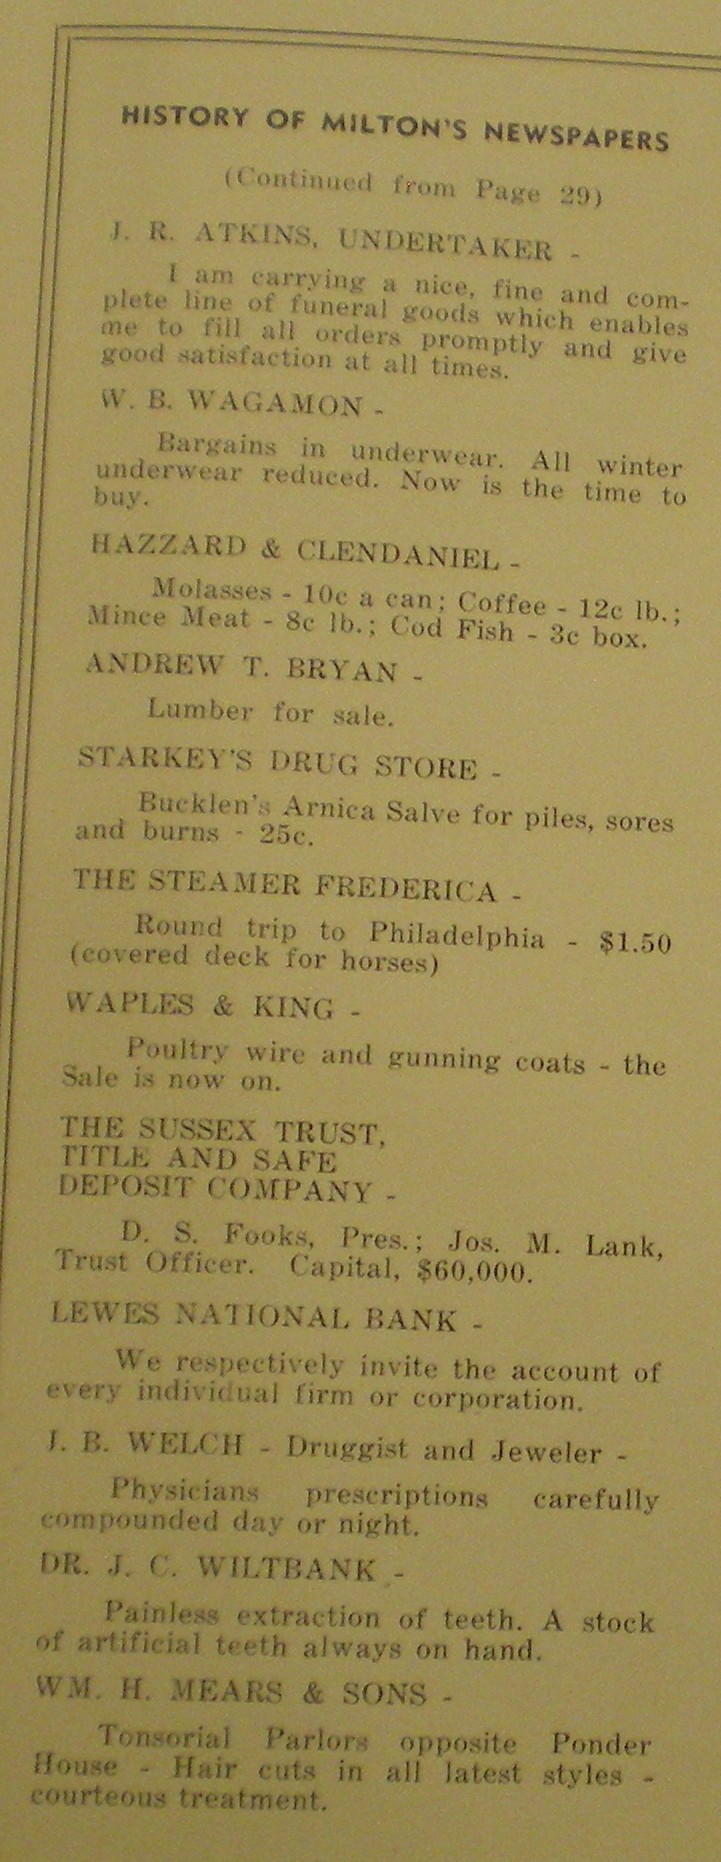 HISTORY OF MILTON'S NEWSPAPERS
(Continued from Page 29)
J. R. ATKINS, UNDERTAKER -
I am carrying a nice, fine and com-
plete line of funeral goods which enables
me to fill all orders promptly and give
good satisfaction at all times.
W. B. WAGAMON -
Bargains in underwear. All winter
underwear reduced. Now is the time to
buy.
HAZZARD & CLENDANIEL -
Molasses - 10c a can; Coffee - 12c lb.;
Mince Meat - 8c lb.; Cod Fish - 3c box.
ANDREW T. BRYAN -
Lumber for sale.
STARKEY'S DRUG STORE -
Bucklen's Arnica Salve for piles, sores
and burns - 25c.
THE STEAMER FREDERICA -
Round trip to Philadelphia - $1.50
(covered deck for horses)
WAPLES & KING -
Poultry wire and gunning coats - the
Sale is now on.
THE SUSSEX TRUST,
TITLE AND SAFE
DEPOSIT COMPANY -
D. S. Fooks, Pres.; Jos. M. Lank,
Trust Officer. Capital, $60,000.
LEWES NATIONAL BANK -
We respectively invite the account of
every individual firm or corporation.
J. B. WELCH - Druggist and Jeweler -
Physicians prescriptions carefully
compounded day or night.
DR. J. C. WILTBANK -
Painless extraction of teeth. A stock
of artificial teeth always on hand.
WM. H. MEARS & SONS -
Tonsorial Parlors opposite Ponder
House - Hair cuts in all latest styles -
courteous treatment.